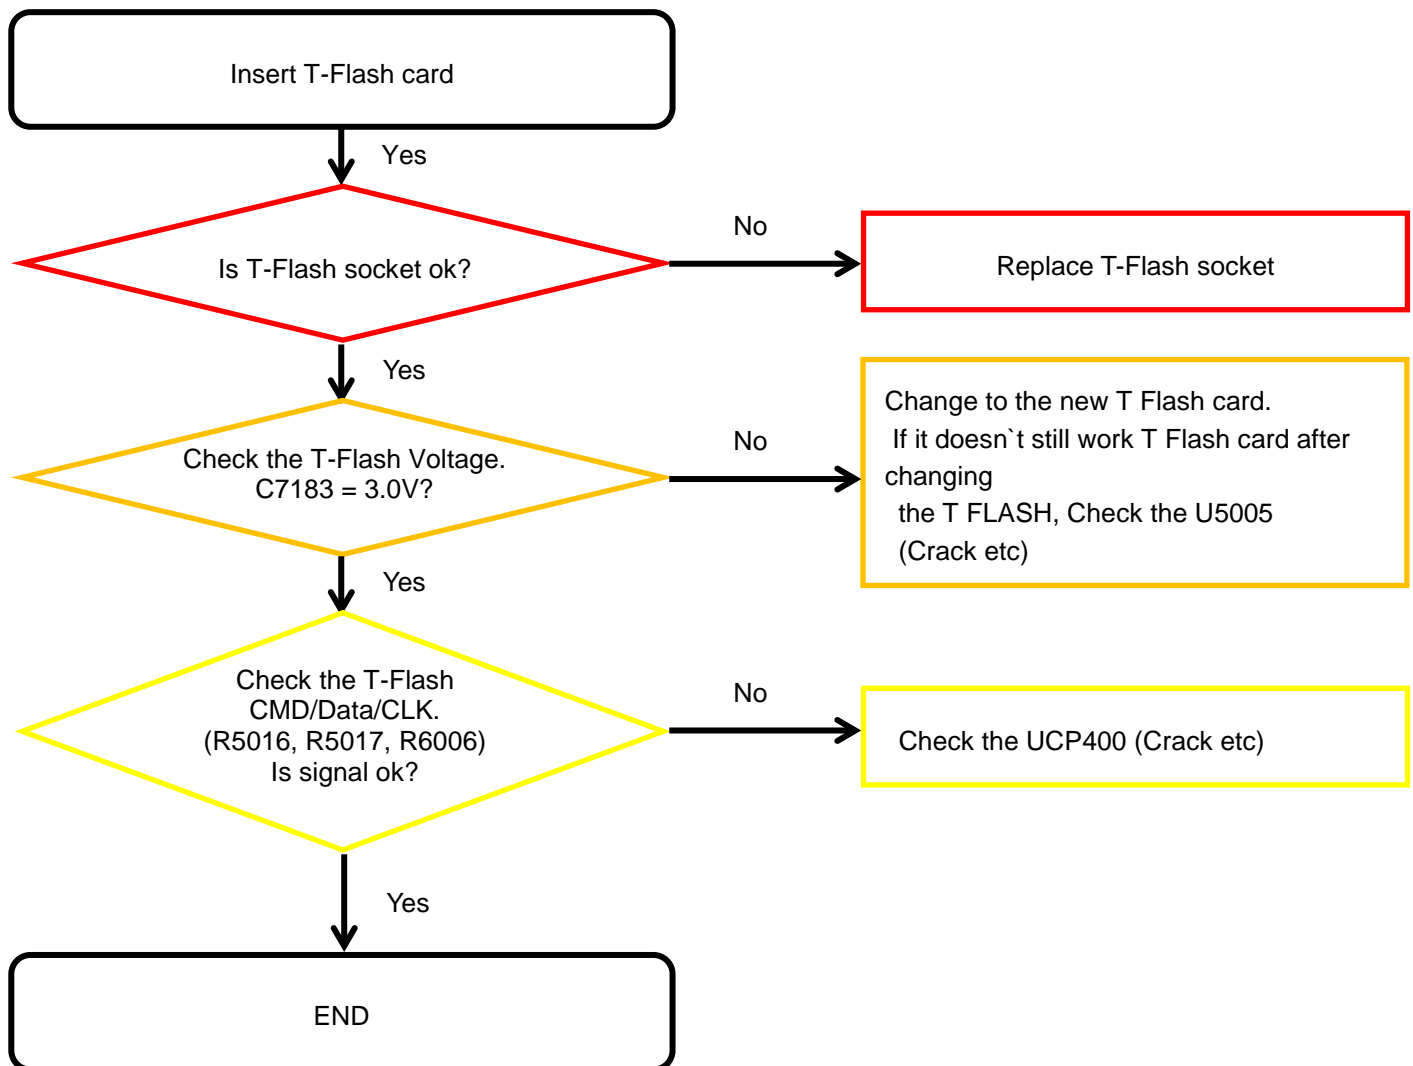 Insert T-Flash card
Yes
Is T-Flash socket ok?
No
Replace T-Flash socket
Yes
Check the T-Flash Voltage.
C7183 = 3.0V?
No
Change to the new T Flash card.
If it doesn`t still work T Flash card after
changing
the T FLASH, Check the U5005
(Crack etc)
Yes
Check the T-Flash
CMD/Data/CLK.
(R5016, R5017, R6006)
Is signal ok?
No
Check the UCP400 (Crack etc)
Yes
END